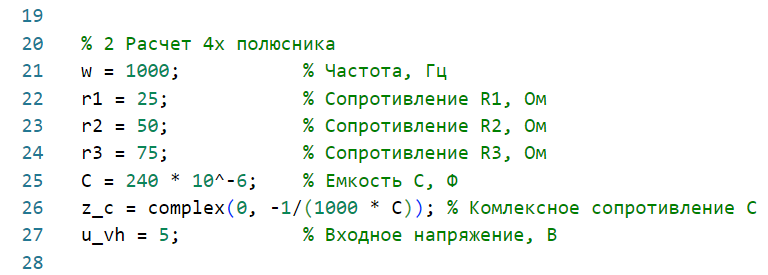 19
20 % 2 Расчет 4х полюсника
21 w = 1000; % Частота, Гц
22 r1 = 25; % Сопротивление R1, Ом
23 r2 = 50; % Сопротивление R2, Ом
24 r3 = 75; % Сопротивление R3, Ом
25 C = 240 * 10^-6; % Емкость С, Ф
26 z_c = complex(0, -1/(1000 * C)); % Комлексное сопротивление С
27 u_vh = 5; % Входное напряжение, В
28